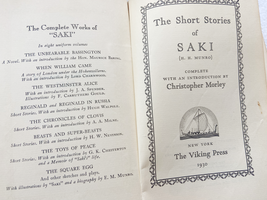 The Complete Works of
"SAKI"
In eight uniform volumes
THE UNBEARABLE BASSINGTON
A Novel. With an Introduction by the HON. MAURICE BARING.
WHEN WILLIAM CAME
A story of London under the Hohenzollerns.
With an Introduction by LORD CHARNWOOD.
THE WESTMINSTER ALICE
With an Introduction by J. A. SPENDER.
Illustrations by F. CARRUTHERS GOULD.
REGINALD and REGINALD IN RUSSIA
Short Stories. With an Introduction by HUGH WALPOLE.
THE CHRONICLES OF CLOVIS
Short Stories. With an Introduction by A. A. MILNE.
BEASTS AND SUPER-BEASTS
Short Stories. With an Introduction by H. W. NEVINSON.
THE TOYS OF PEACE
Short Stories. With an Introduction by G. K. CHESTERTON
and a Memoir of "Saki's" life.
THE SQUARE EGG
And other sketches and plays.
With illustrations by "Saki" and a biography by E. M. MUNRO.
The Short Stories
of
SAKI
(H. H. MUNRO)
COMPLETE
WITH AN INTRODUCTION BY
Christopher Morley
NEW YORK
The Viking Press
1930